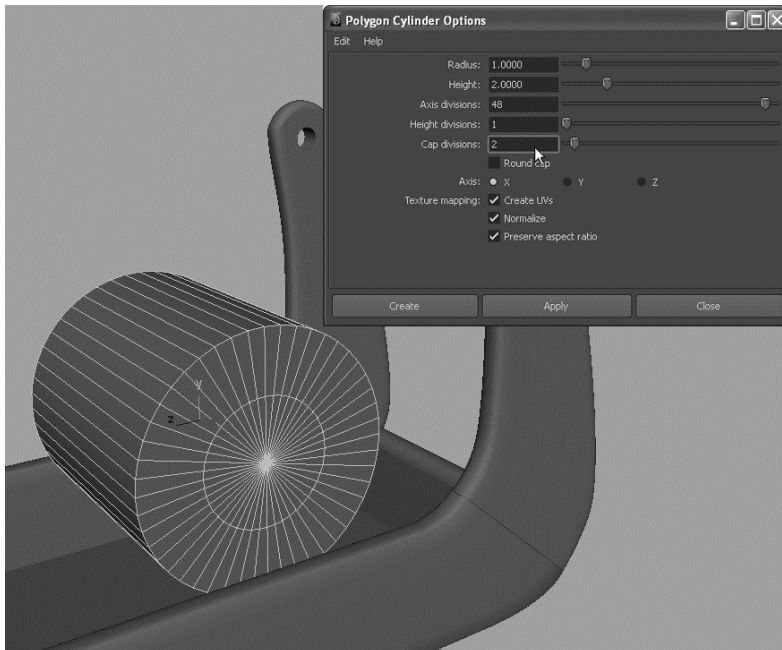 Polygon Cylinder Options
Edit Help
Radius: 1.0000
Height: 2.0000
Axis divisions: 48
Height divisions: 1
Cap divisions: 2
Round cap
Axis: X Y Z
Texture mapping: Create UVs
Normalize
Preserve aspect ratio
Create Apply Close
y
z